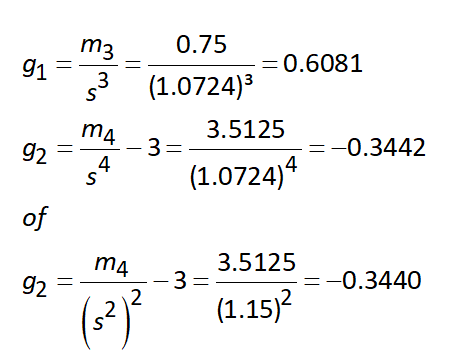 g₁ = m₃/s³ = 0.75/(1.0724)³ = 0.6081
g₂ = m₄/s⁴ − 3 = 3.5125/(1.0724)⁴ = −0.3442
of
g₂ = m₄/(s²)² − 3 = 3.5125/(1.15)² = −0.3440